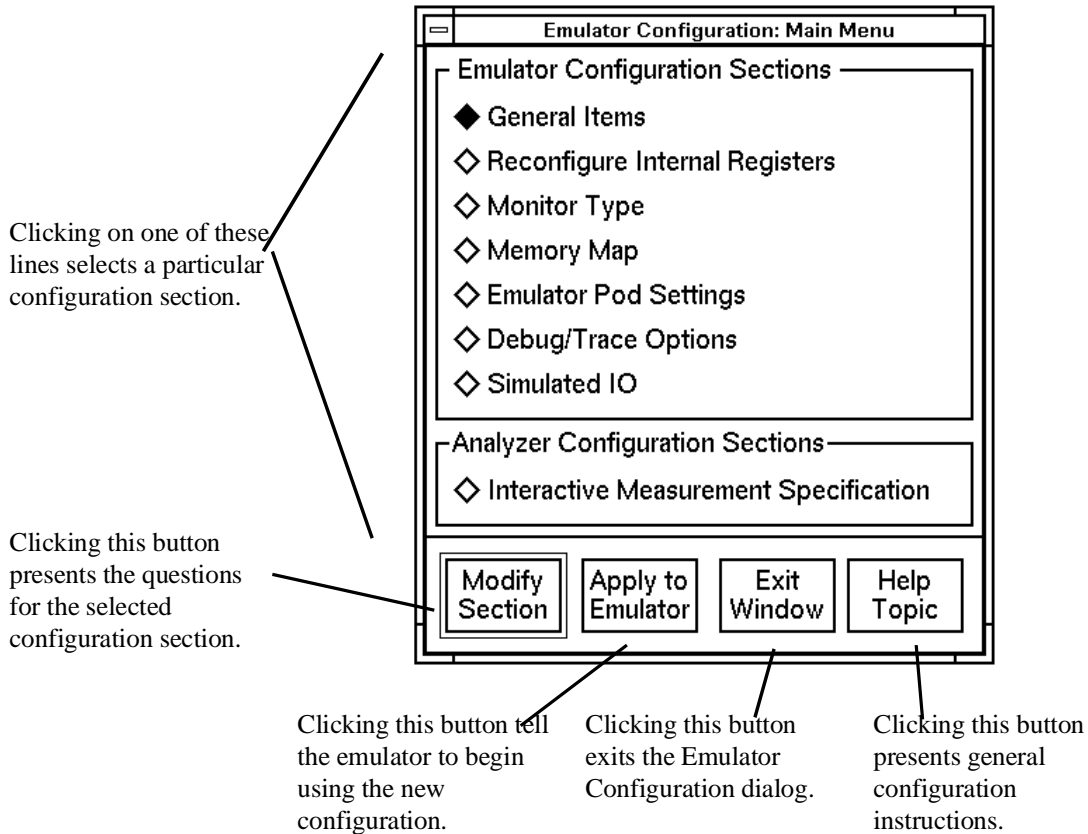 Emulator Configuration: Main Menu
Emulator Configuration Sections
General Items
Reconfigure Internal Registers
Monitor Type
Memory Map
Emulator Pod Settings
Debug/Trace Options
Simulated IO
Analyzer Configuration Sections
Interactive Measurement Specification
Modify
Section
Apply to
Emulator
Exit
Window
Help
Topic
Clicking on one of these
lines selects a particular
configuration section.
Clicking this button
presents the questions
for the selected
configuration section.
Clicking this button tell
the emulator to begin
using the new
configuration.
Clicking this button
exits the Emulator
Configuration dialog.
Clicking this button
presents general
configuration
instructions.